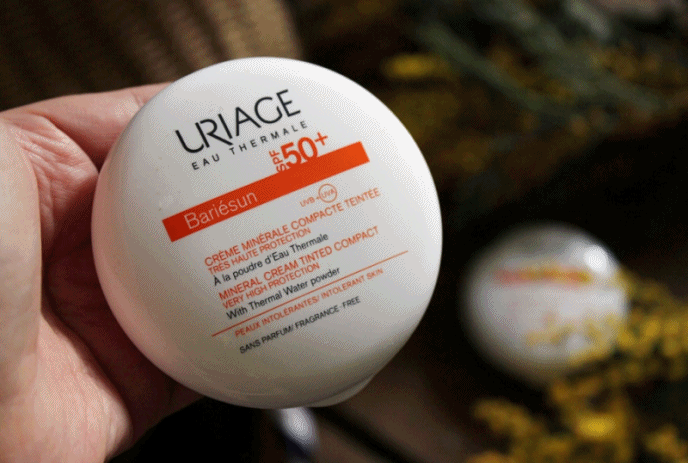 URIAGE
EAU THERMALE
SPF 50+
Bariésun
UVB + UVA
CRÈME MINÉRALE COMPACTE TEINTÉE
TRÈS HAUTE PROTECTION
À la poudre d'Eau Thermale
MINERAL CREAM TINTED COMPACT
VERY HIGH PROTECTION
With Thermal Water powder
PEAUX INTOLÉRANTES/ INTOLERANT SKIN
SANS PARFUM/ FRAGRANCE-FREE